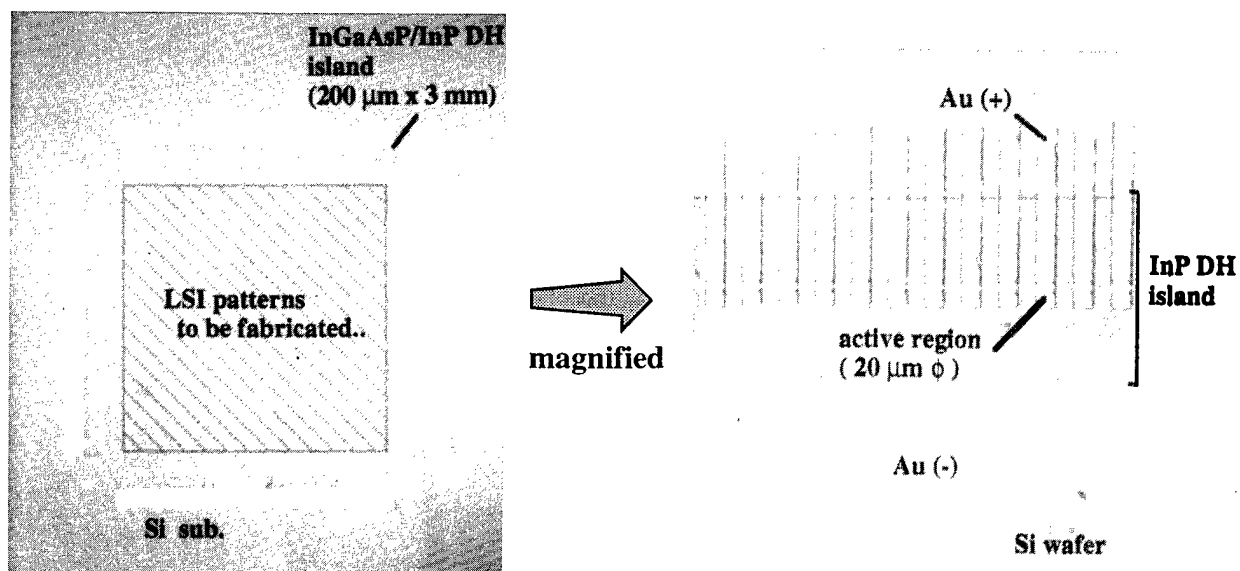 InGaAsP/InP DH
island
(200 μm x 3 mm)
LSI patterns
to be fabricated..
Si sub.
magnified
Au (+)
InP DH
island
active region
( 20 μm ϕ )
Au (-)
Si wafer